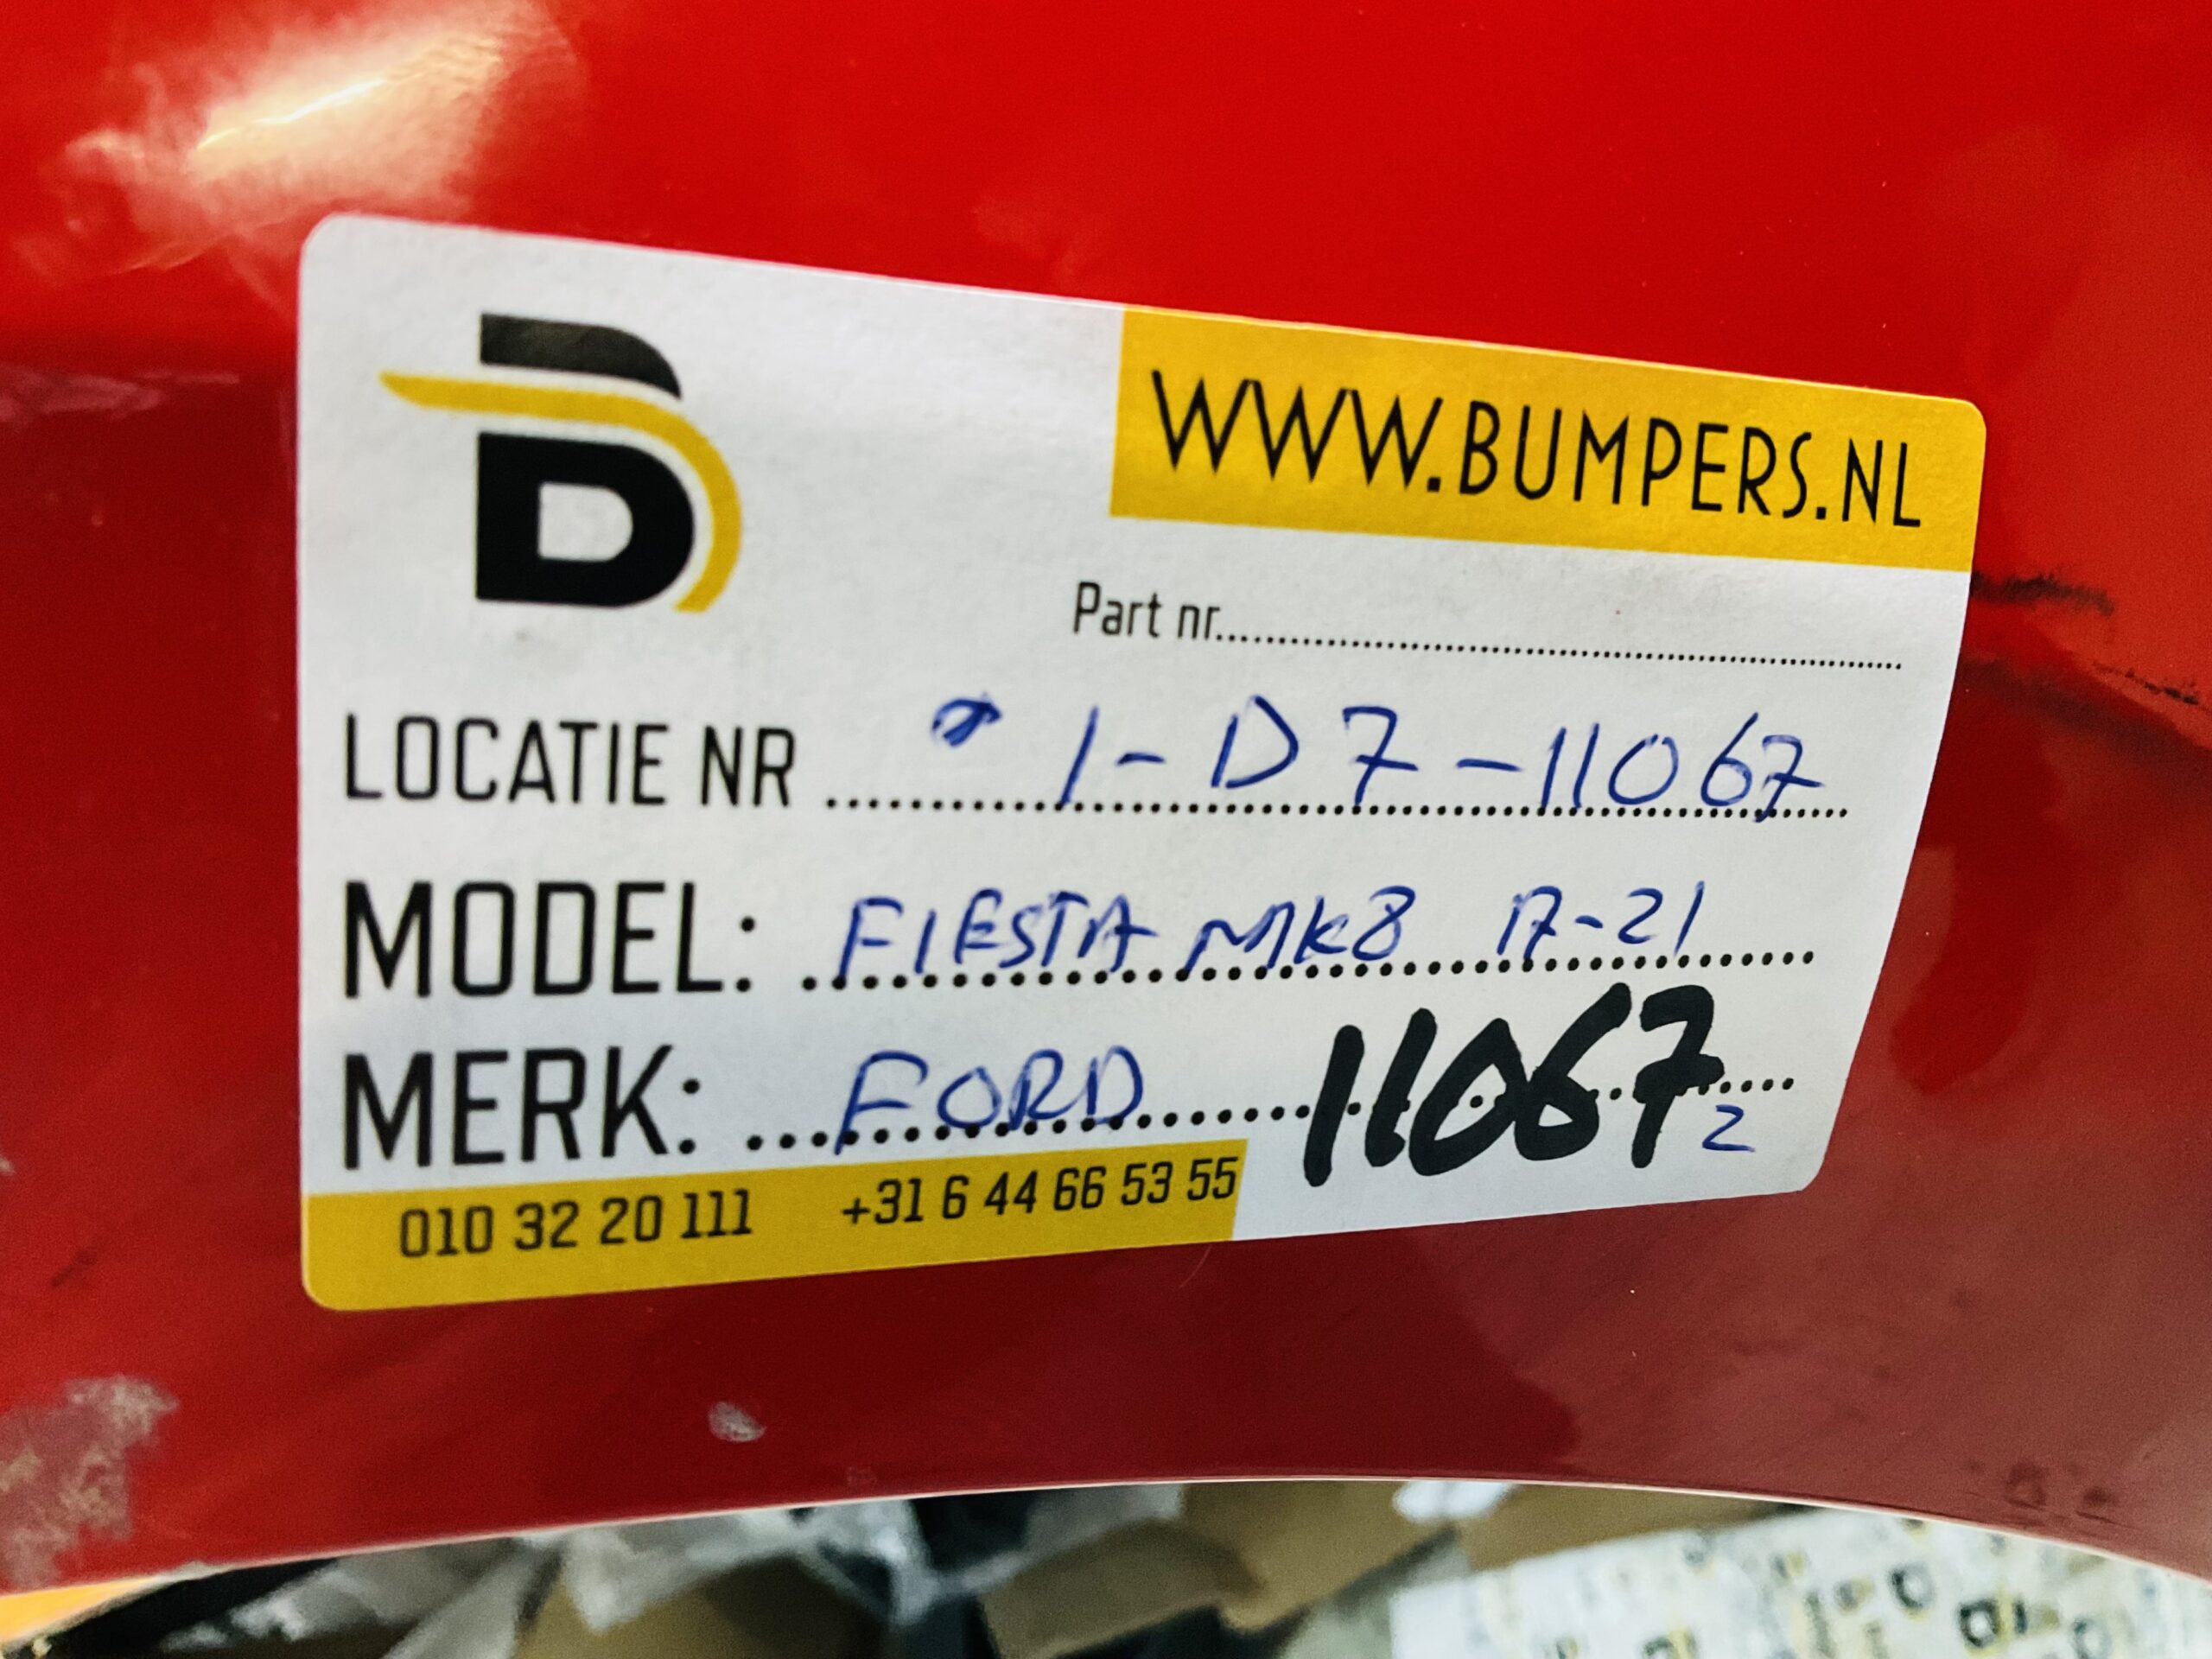 B
WWW.BUMPERS.NL
Part nr..........
LOCATIE NR .......... 1-D7-11067
MODEL: FIESTA MK8 17-21
MERK: FORD 11067
2
010 32 20 111 +31 6 44 66 53 55